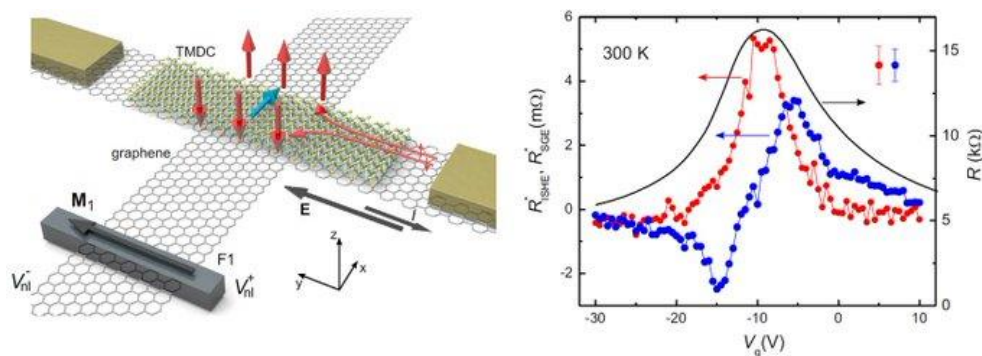 TMDC
graphene
M₁
F1
V⁻nl
V⁺nl
E
j
z
y
x
300 K
R*ISHE, R*SGE (mΩ)
6
4
2
0
-2
R (kΩ)
15
10
5
0
-30
-20
-10
0
10
Vg(V)